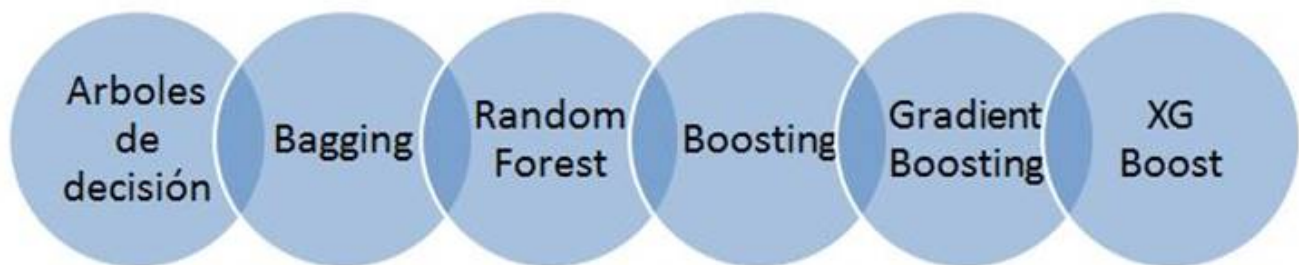 Arboles
de
decisión
Bagging
Random
Forest
Boosting
Gradient
Boosting
XG
Boost